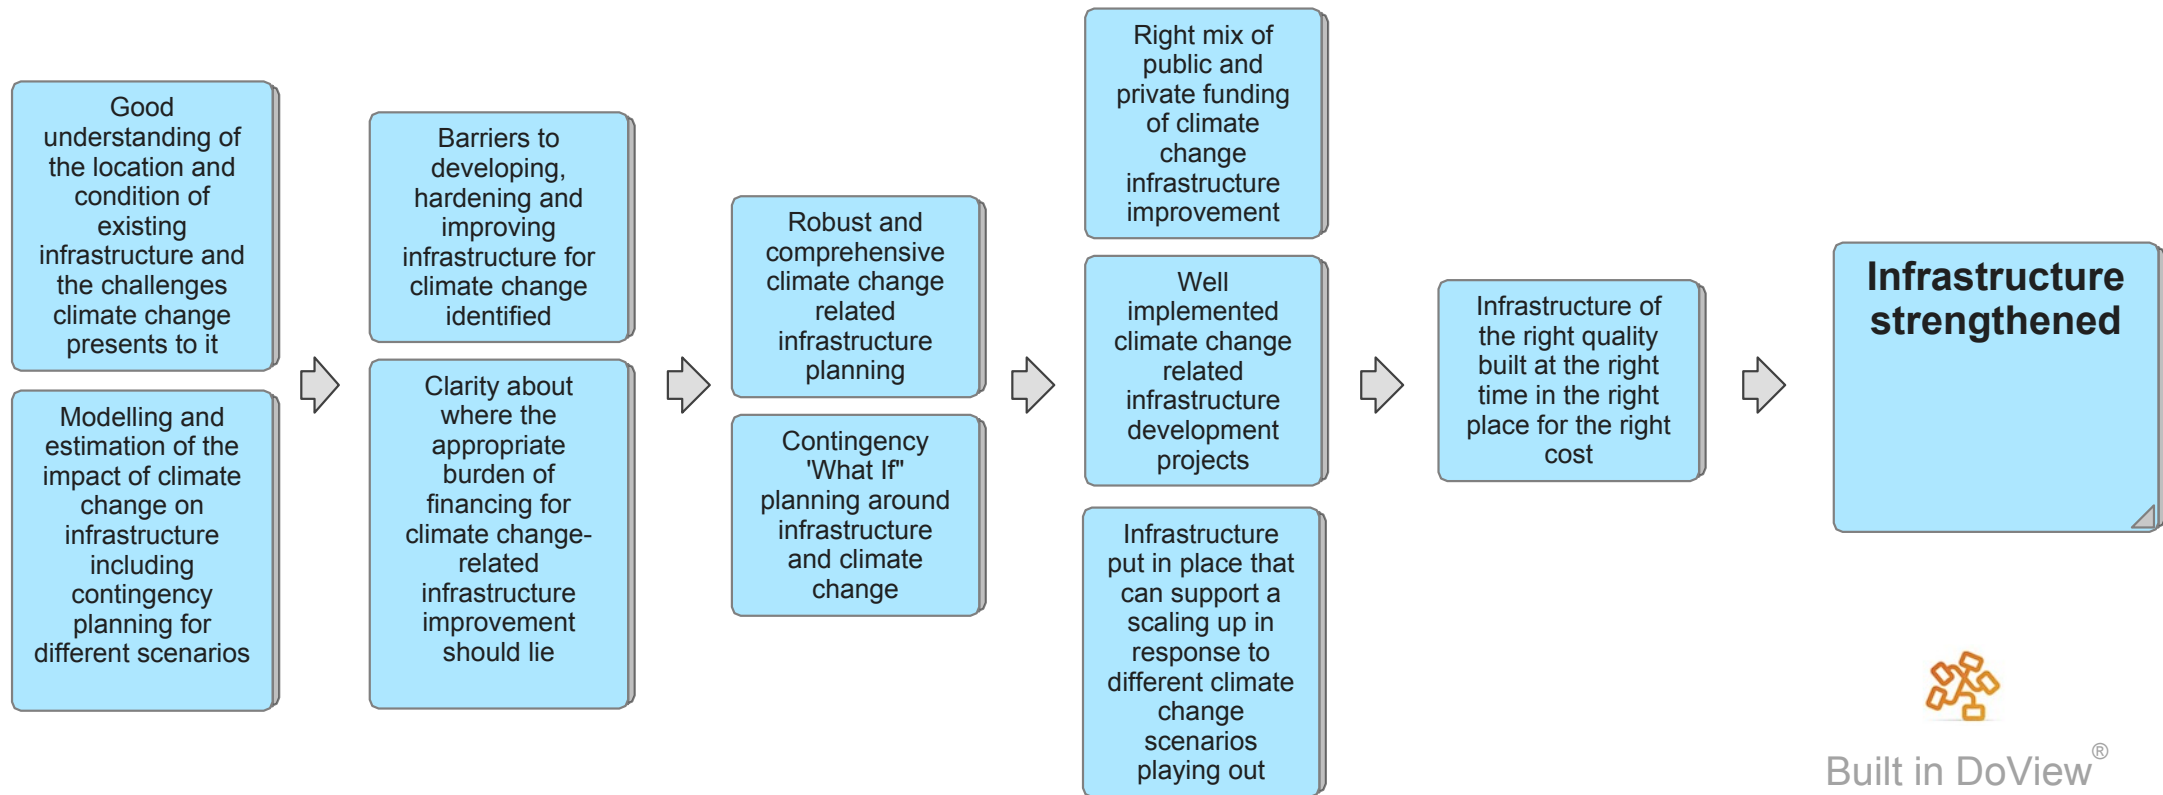 Good
understanding of
the location and
condition of
existing
infrastructure and
the challenges
climate change
presents to it
Modelling and
estimation of the
impact of climate
change on
infrastructure
including
contingency
planning for
different scenarios
Barriers to
developing,
hardening and
improving
infrastructure for
climate change
identified
Clarity about
where the
appropriate
burden of
financing for
climate change-
related
infrastructure
improvement
should lie
Robust and
comprehensive
climate change
related
infrastructure
planning
Contingency
'What If"
planning around
infrastructure
and climate
change
Right mix of
public and
private funding
of climate
change
infrastructure
improvement
Well
implemented
climate change
related
infrastructure
development
projects
Infrastructure
put in place that
can support a
scaling up in
response to
different climate
change
scenarios
playing out
Infrastructure of
the right quality
built at the right
time in the right
place for the right
cost
Infrastructure
strengthened
Built in DoView®